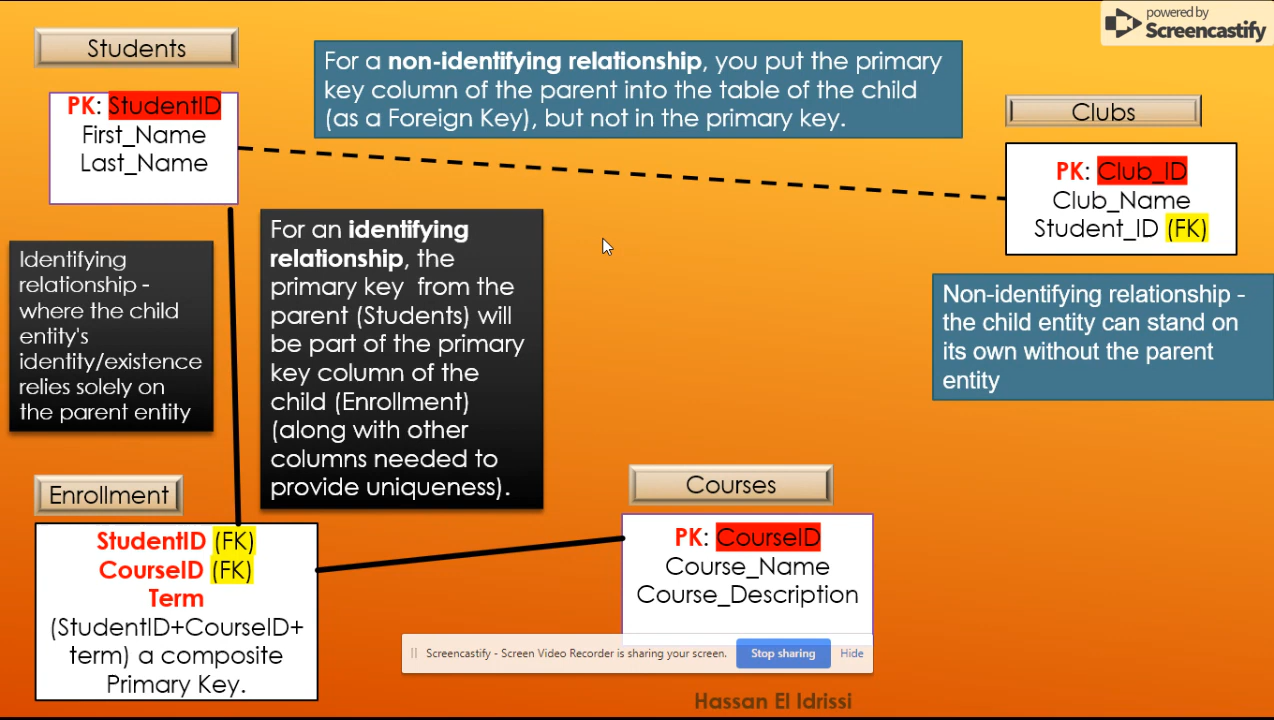 powered by
Screencastify
Students
PK: StudentID
First_Name
Last_Name
For a non-identifying relationship, you put the primary
key column of the parent into the table of the child
(as a Foreign Key), but not in the primary key.
Clubs
PK: Club_ID
Club_Name
Student_ID (FK)
Identifying
relationship -
where the child
entity's
identity/existence
relies solely on
the parent entity
For an identifying
relationship, the
primary key from the
parent (Students) will
be part of the primary
key column of the
child (Enrollment)
(along with other
columns needed to
provide uniqueness).
Non-identifying relationship -
the child entity can stand on
its own without the parent
entity
Enrollment
StudentID (FK)
CourseID (FK)
Term
(StudentID+CourseID+
term) a composite
Primary Key.
Courses
PK: CourseID
Course_Name
Course_Description
Screencastify - Screen Video Recorder is sharing your screen. Stop sharing Hide
Hassan El Idrissi